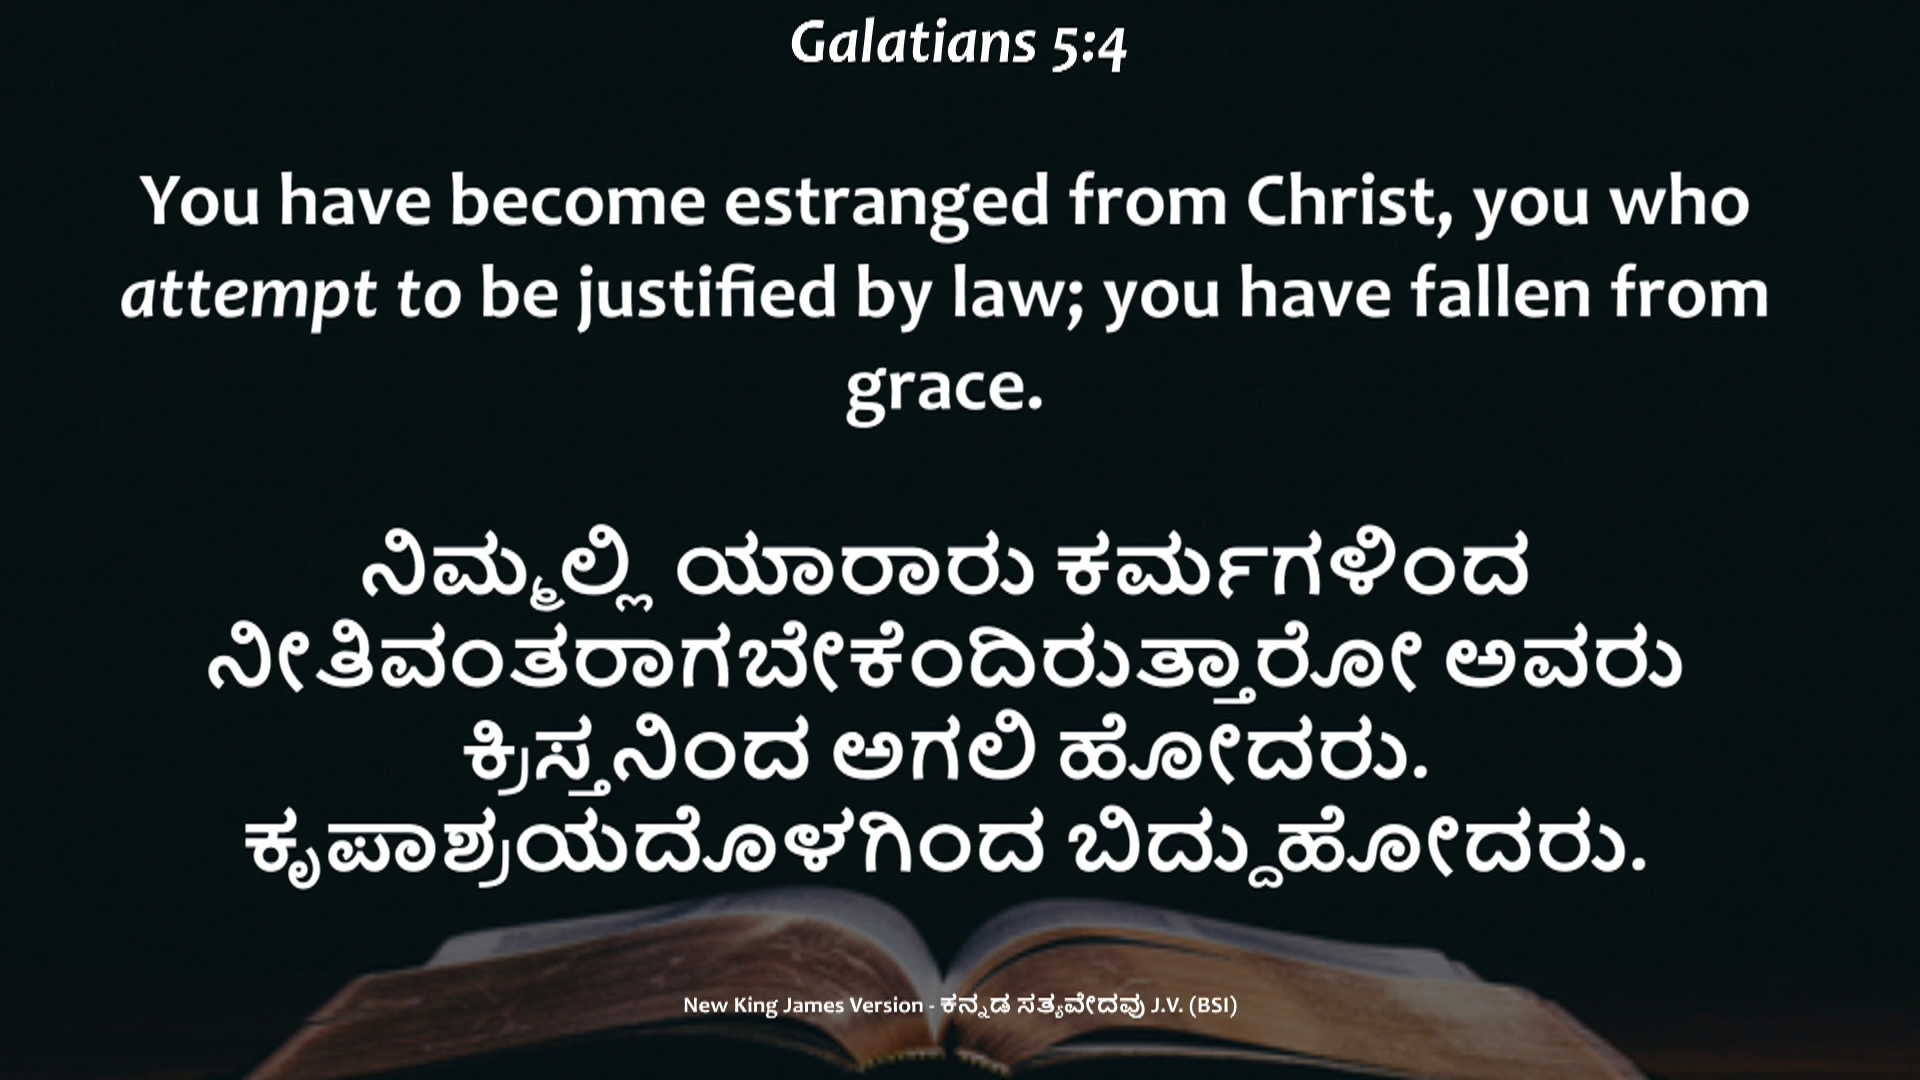 Galatians 5:4
You have become estranged from Christ, you who
attempt to be justified by law; you have fallen from
grace.
ನಿಮ್ಮಲ್ಲಿ ಯಾರಾರು ಕರ್ಮಗಳಿಂದ
ನೀತಿವಂತರಾಗಬೇಕೆಂದಿರುತ್ತಾರೋ ಅವರು
ಕ್ರಿಸ್ತನಿಂದ ಅಗಲಿ ಹೋದರು.
ಕೃಪಾಶ್ರಯದೊಳಗಿಂದ ಬಿದ್ದುಹೋದರು.
New King James Version - ಕನ್ನಡ ಸತ್ಯವೇದವು J.V. (BSI)